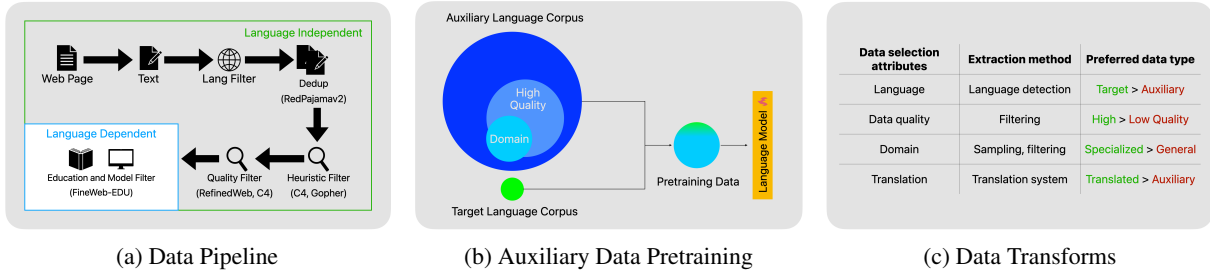 Language Independent
Web Page
Text
Lang Filter
Dedup
(RedPajamav2)
Language Dependent
Education and Model Filter
(FineWeb-EDU)
Quality Filter
(RefinedWeb, C4)
Heuristic Filter
(C4, Gopher)
(a) Data Pipeline
Auxiliary Language Corpus
High
Quality
Domain
Target Language Corpus
Pretraining Data
Language Model
(b) Auxiliary Data Pretraining
Data selection attributes Extraction method Preferred data type
Language Language detection Target > Auxiliary
Data quality Filtering High > Low Quality
Domain Sampling, filtering Specialized > General
Translation Translation system Translated > Auxiliary
(c) Data Transforms